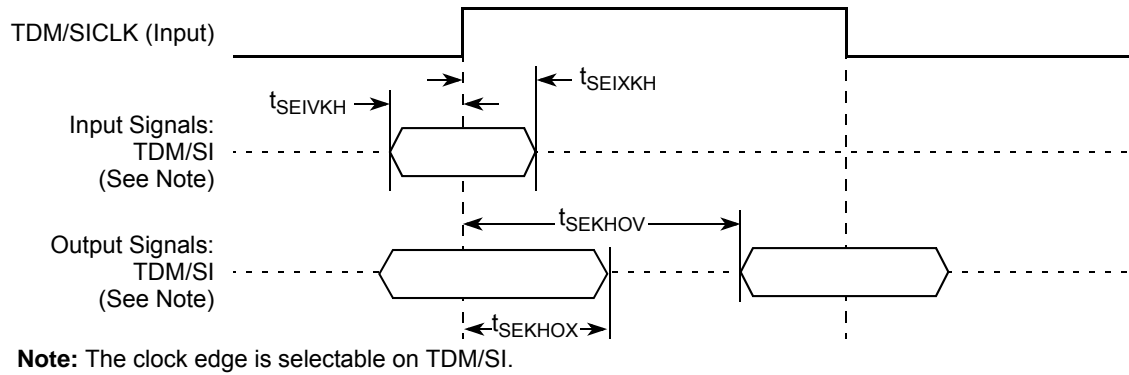 TDM/SICLK (Input)
tSEIXKH
tSEIVKH
Input Signals:
TDM/SI
(See Note)
tSEKHOV
Output Signals:
TDM/SI
(See Note)
tSEKHOX
Note: The clock edge is selectable on TDM/SI.